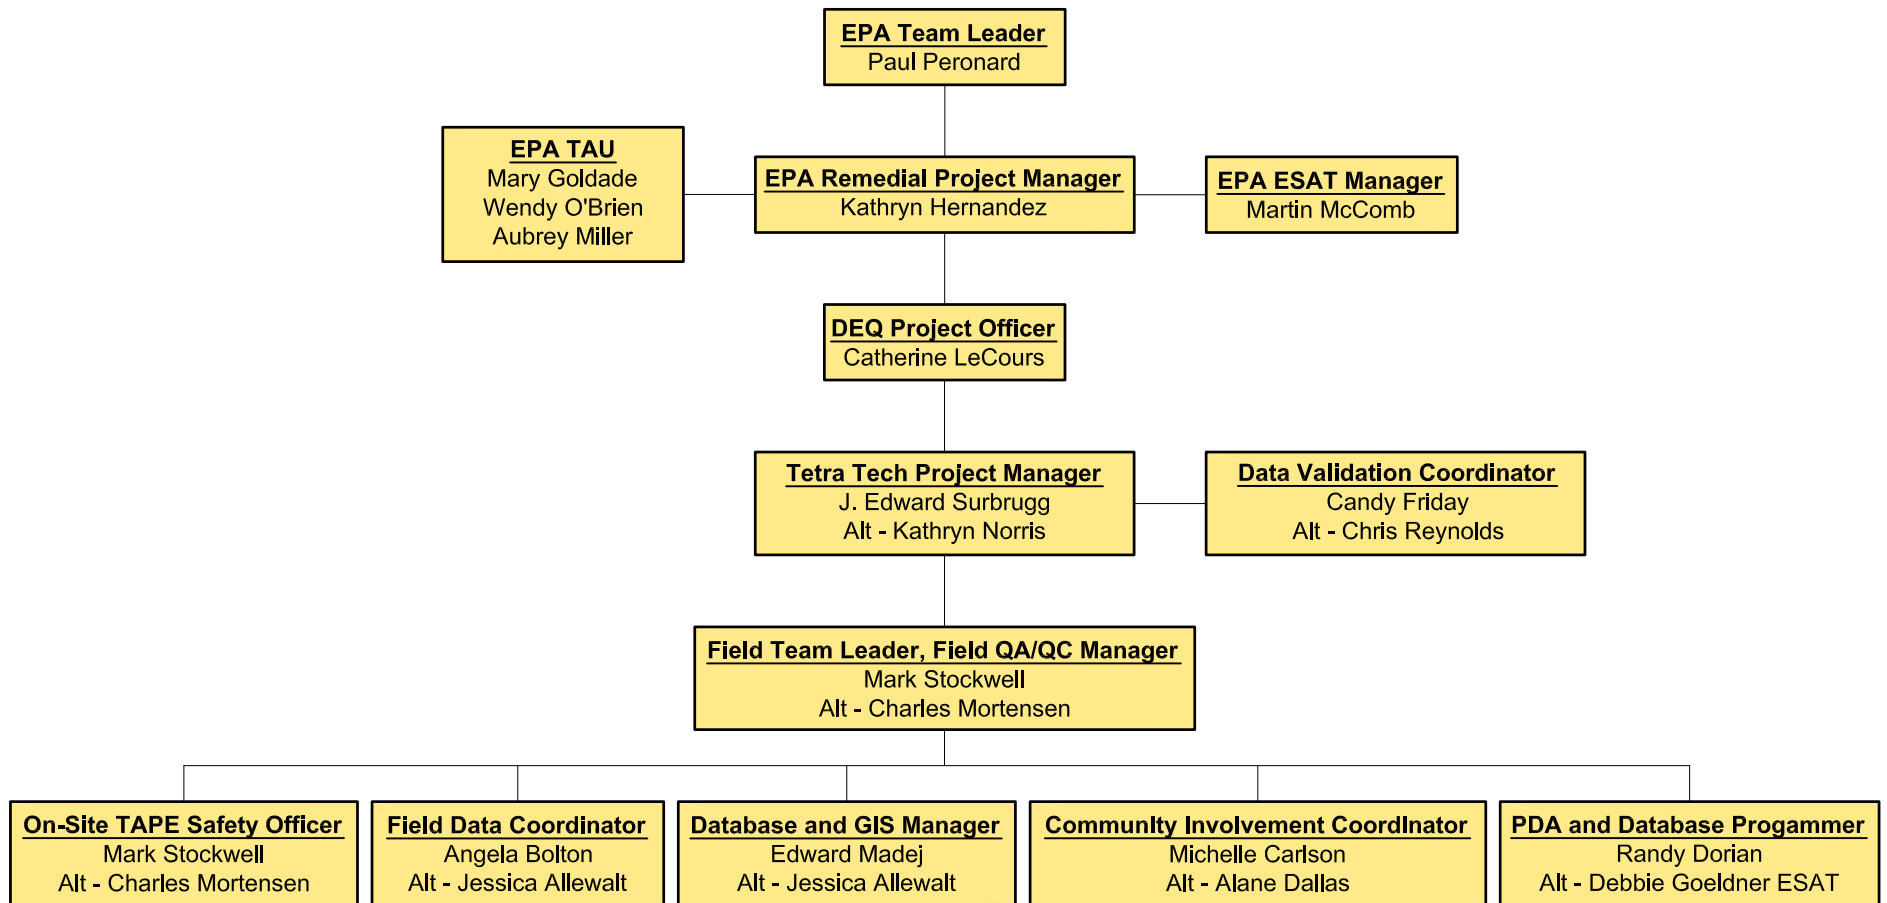 EPA Team Leader
Paul Peronard
EPA TAU
Mary Goldade
Wendy O'Brien
Aubrey Miller
EPA Remedial Project Manager
Kathryn Hernandez
EPA ESAT Manager
Martin McComb
DEQ Project Officer
Catherine LeCours
Tetra Tech Project Manager
J. Edward Surbrugg
Alt - Kathryn Norris
Data Validation Coordinator
Candy Friday
Alt - Chris Reynolds
Field Team Leader, Field QA/QC Manager
Mark Stockwell
Alt - Charles Mortensen
On-Site TAPE Safety Officer
Mark Stockwell
Alt - Charles Mortensen
Field Data Coordinator
Angela Bolton
Alt - Jessica Allewalt
Database and GIS Manager
Edward Madej
Alt - Jessica Allewalt
Community Involvement Coordinator
Michelle Carlson
Alt - Alane Dallas
PDA and Database Progammer
Randy Dorian
Alt - Debbie Goeldner ESAT